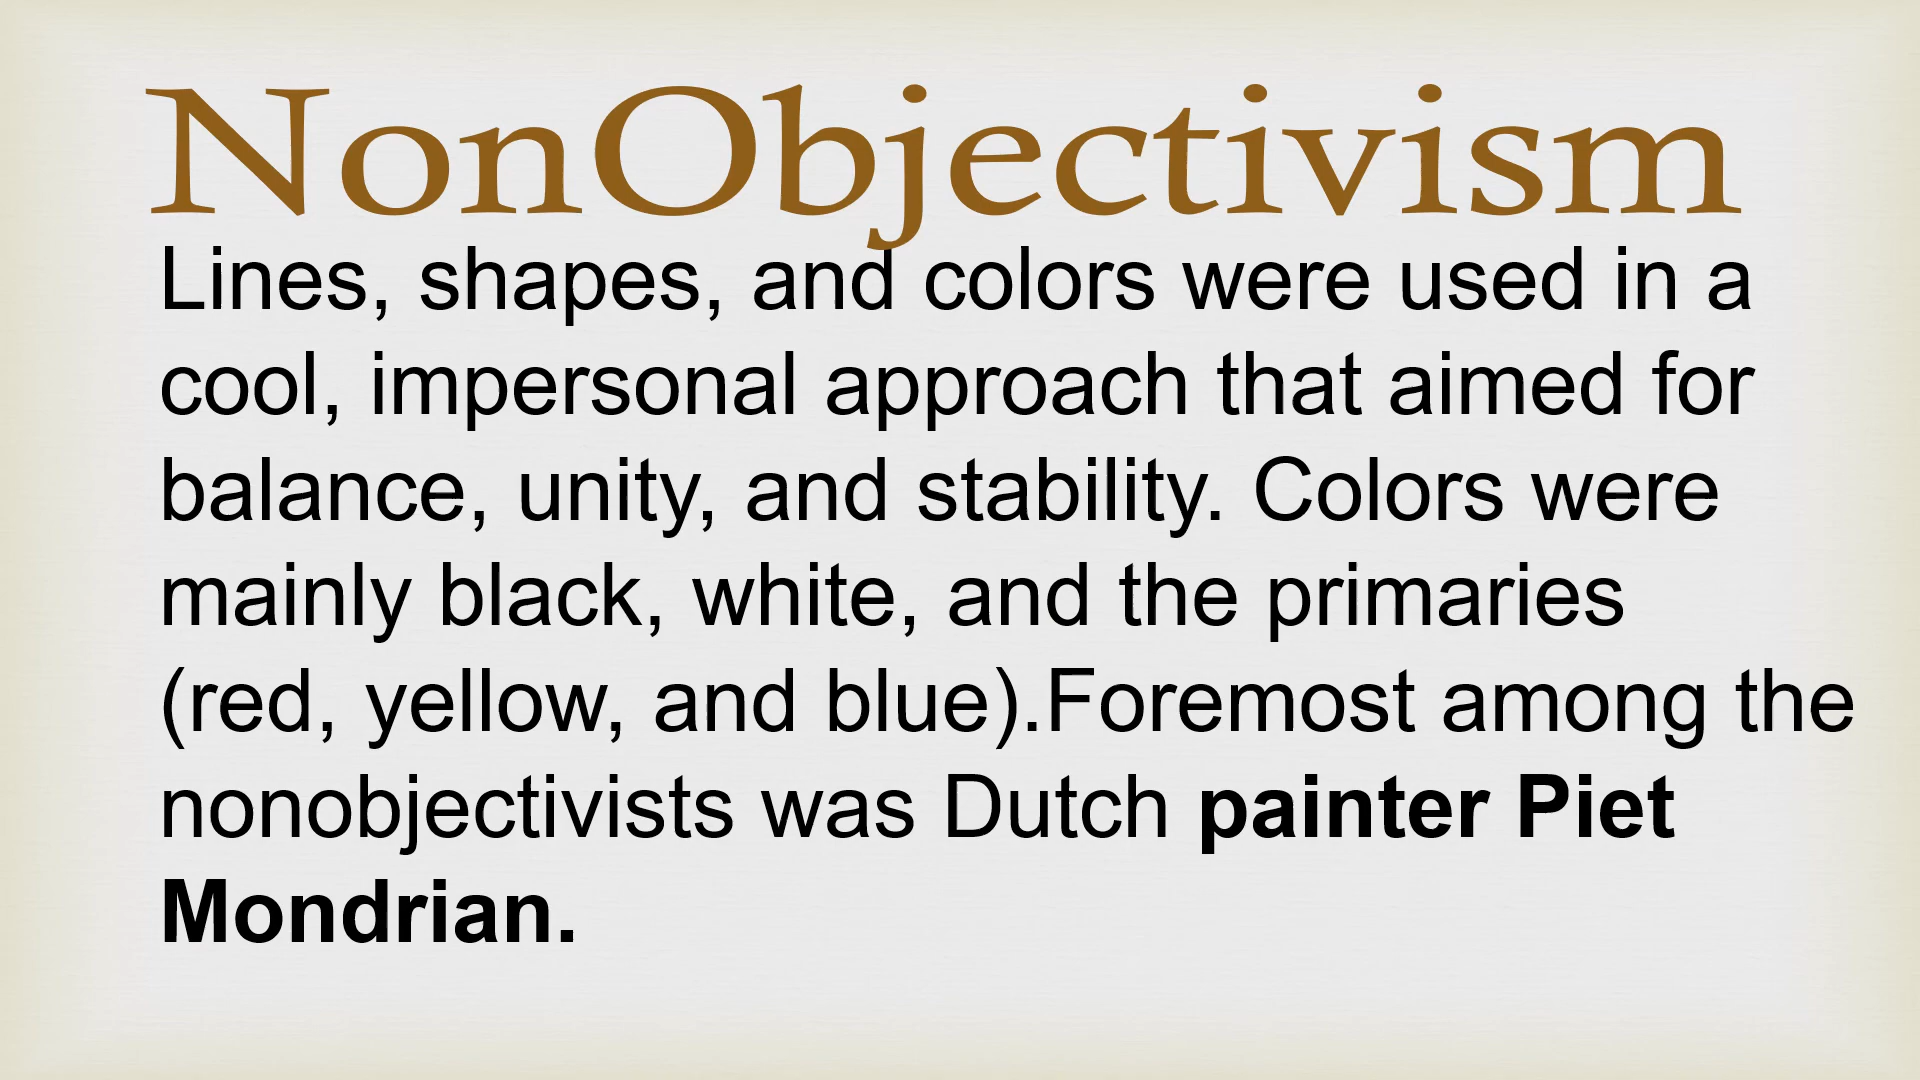 NonObjectivism
Lines, shapes, and colors were used in a
cool, impersonal approach that aimed for
balance, unity, and stability. Colors were
mainly black, white, and the primaries
(red, yellow, and blue).Foremost among the
nonobjectivists was Dutch painter Piet
Mondrian.